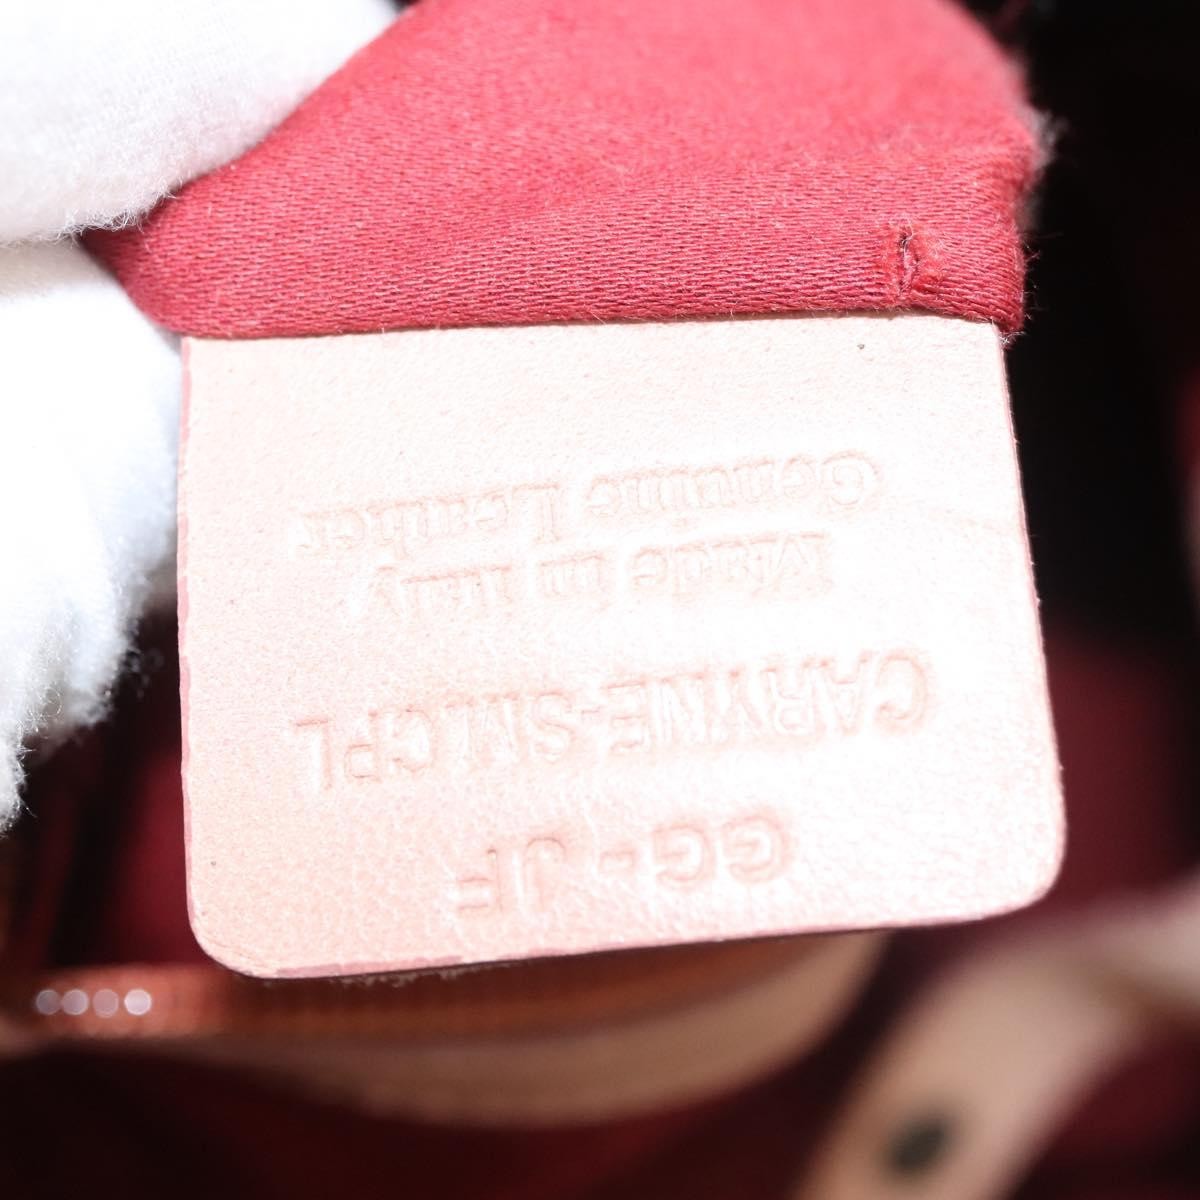 GG-JF
CARYNE-SM.CPL
Made in Italy
Genuine Leather